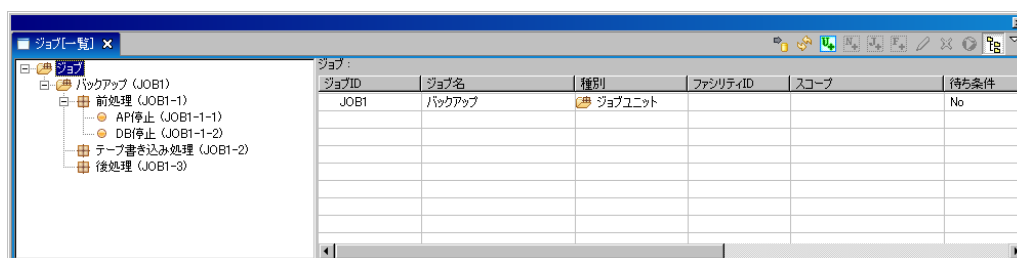 ジョブ[一覧]
ジョブ
バックアップ (JOB1)
前処理 (JOB1-1)
AP停止 (JOB1-1-1)
DB停止 (JOB1-1-2)
テープ書き込み処理 (JOB1-2)
後処理 (JOB1-3)
ジョブ :
ジョブID ジョブ名 種別 ファシリティID スコープ 待ち条件
JOB1 バックアップ ジョブユニット No